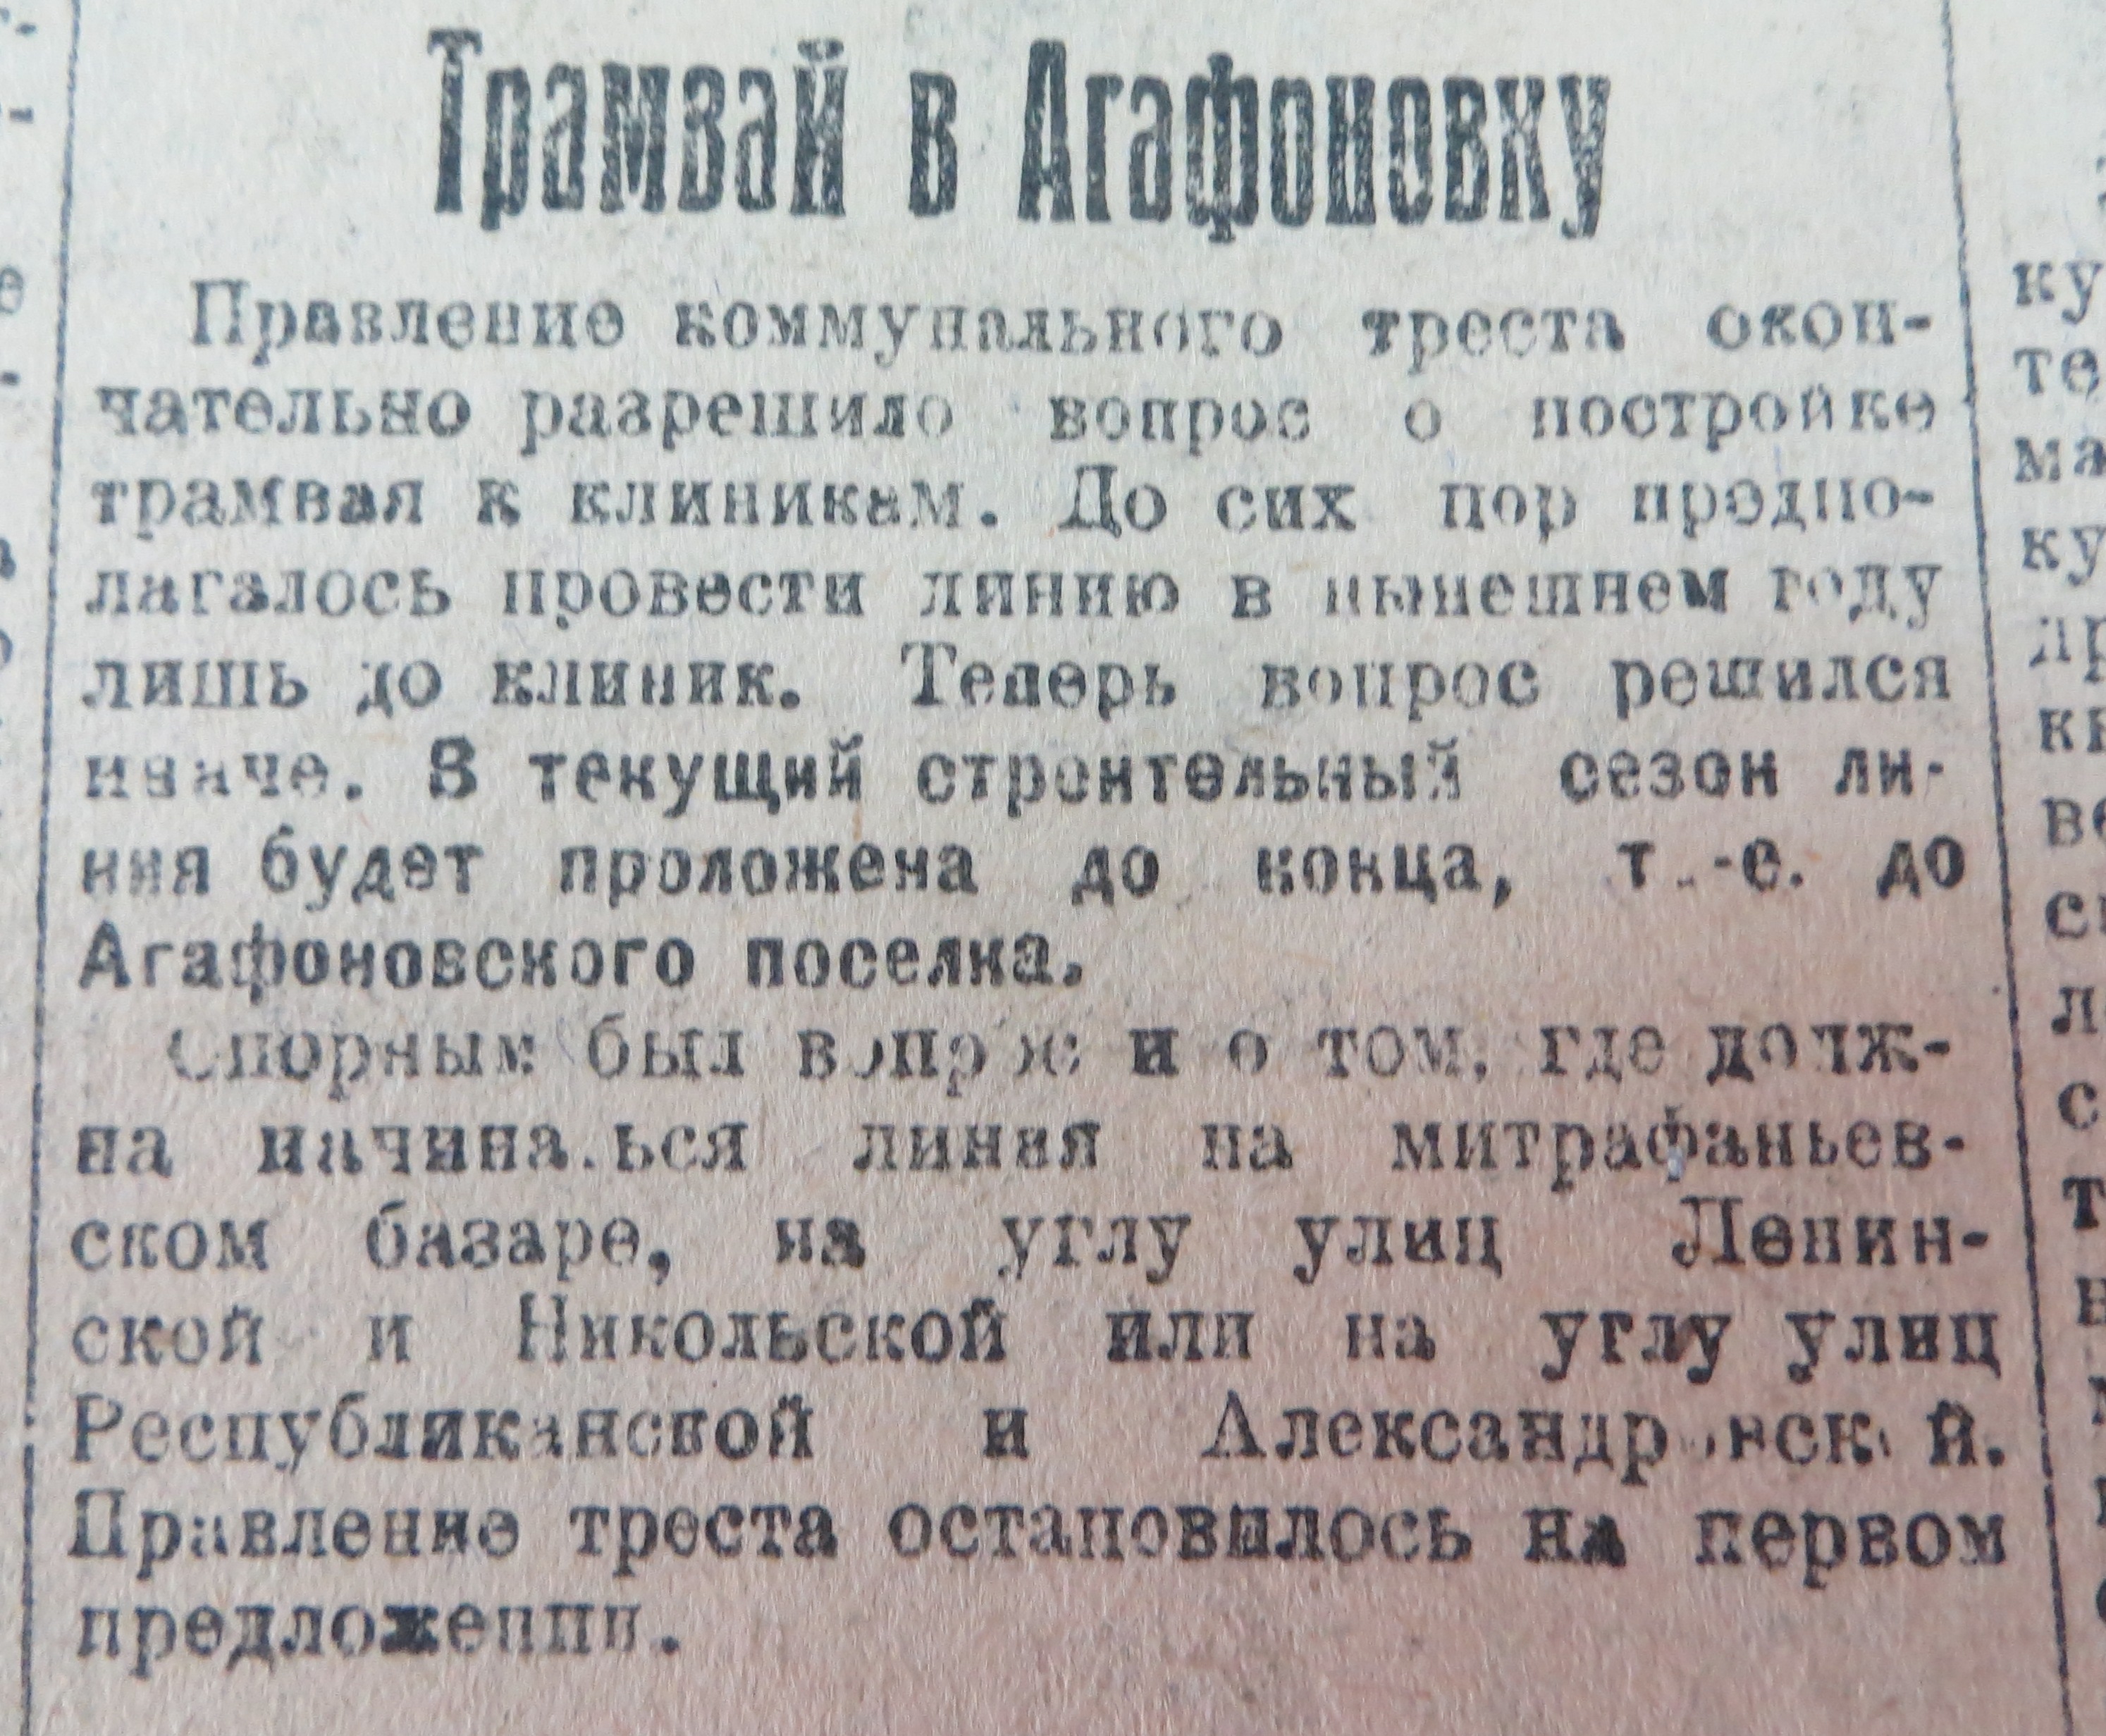 Трамвай в Агафоновку
Правление коммунального треста окон-
чательно разрешило вопрос о постройке
трамвая к клиникам. До сих пор предпо-
лагалось провести линию в нынешнем году
лишь до клиник. Теперь вопрос решился
иначе. В текущий строительный сезон ли-
ния будет проложена до конца, т.-е. до
Агафоновского поселка.
Спорным был вопрос и о том, где долж-
на начинаться линия на митрафаньев-
ском базаре, на углу улиц Ленин-
ской и Никольской или на углу улиц
Республиканской и Александровской.
Правление треста остановилось на первом
предложении.